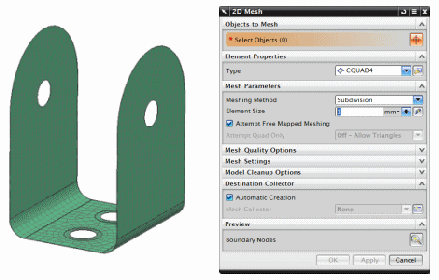 2D Mesh
Objects to Mesh
* Select Objects (0)
Element Properties
Type
CQUAD4
Mesh Parameters
Meshing Method
Subdivision
Element Size
mm
Attempt Free Mapped Meshing
Attempt Quad Only
Off - Allow Triangles
Mesh Quality Options
Mesh Settings
Model Cleanup Options
Destination Collector
Automatic Creation
Mesh Collector
None
Preview
Boundary Nodes
OK
Apply
Cancel